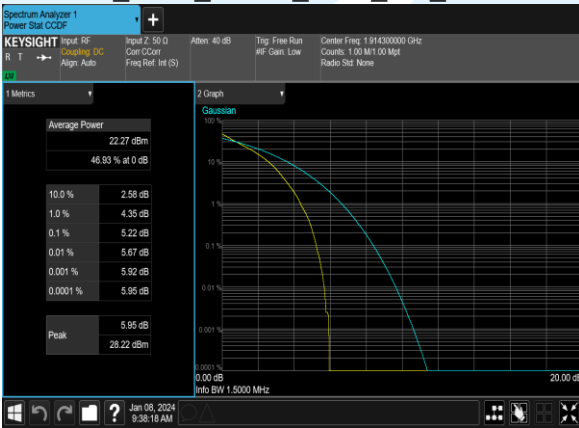 Spectrum Analyzer 1
Power Stat CCDF
+
KEYSIGHT
R T
LU
Input: RF
Coupling: DC
Align: Auto
Input Z: 50 Ω
Corr CCorr
Freq Ref: Int (S)
Atten: 40 dB
Trig: Free Run
#IF Gain: Low
Center Freq: 1.914300000 GHz
Counts: 1.00 M/1.00 Mpt
Radio Std: None
1 Metrics
Average Power
22.27 dBm
46.93 % at 0 dB
10.0 % 2.58 dB
1.0 % 4.35 dB
0.1 % 5.22 dB
0.01 % 5.67 dB
0.001 % 5.92 dB
0.0001 % 5.95 dB
Peak
5.95 dB
28.22 dBm
2 Graph
Gaussian
100 %
10 %
1 %
0.1 %
0.01 %
0.001 %
0.0001 %
0.00 dB
20.00 dB
Info BW 1.5000 MHz
?
Jan 08, 2024
9:38:18 AM